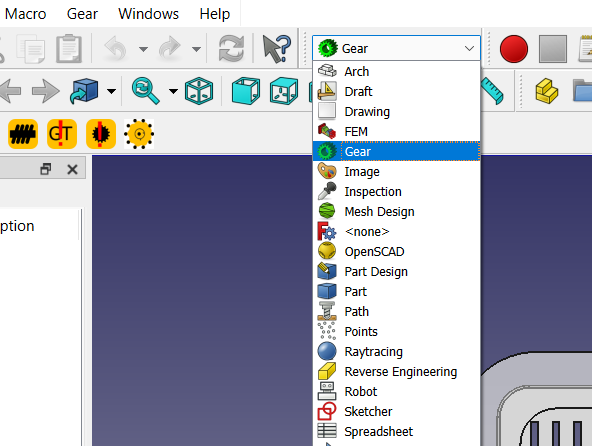 Macro Gear Windows Help
Gear
Arch
Draft
Drawing
FEM
Gear
GT
Image
Inspection
Mesh Design
ption
<none>
OpenSCAD
Part Design
Part
Path
Points
Raytracing
Reverse Engineering
Robot
Sketcher
Spreadsheet